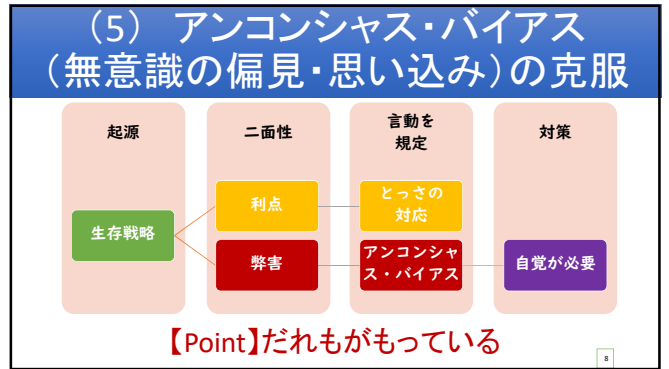 （5） アンコンシャス・バイアス
（無意識の偏見・思い込み）の克服
起源
二面性
言動を
規定
対策
生存戦略
利点
とっさの
対応
弊害
アンコンシャ
ス・バイアス
自覚が必要
【Point】だれもがもっている
8